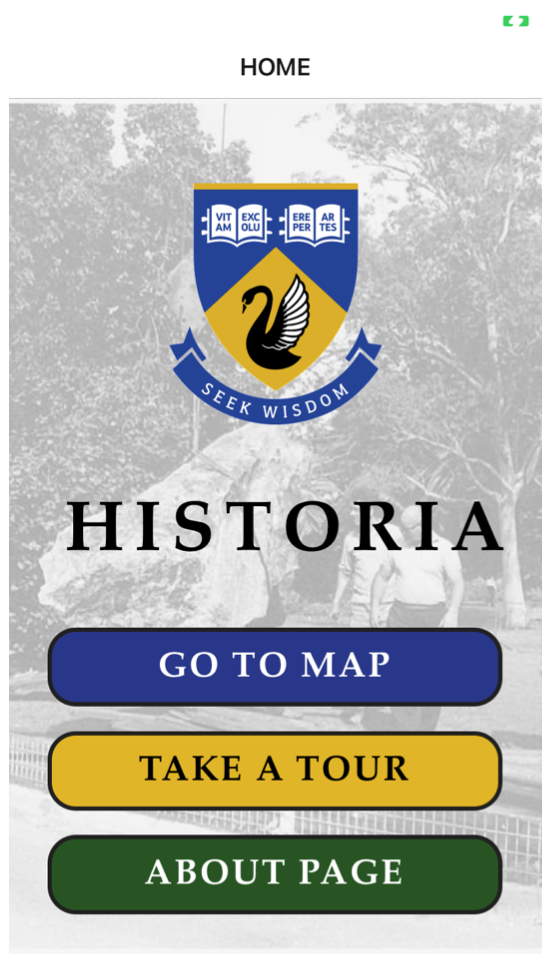 HOME
VIT EXC ERE AR
AM OLU PER TES
SEEK WISDOM
HISTORIA
GO TO MAP
TAKE A TOUR
ABOUT PAGE